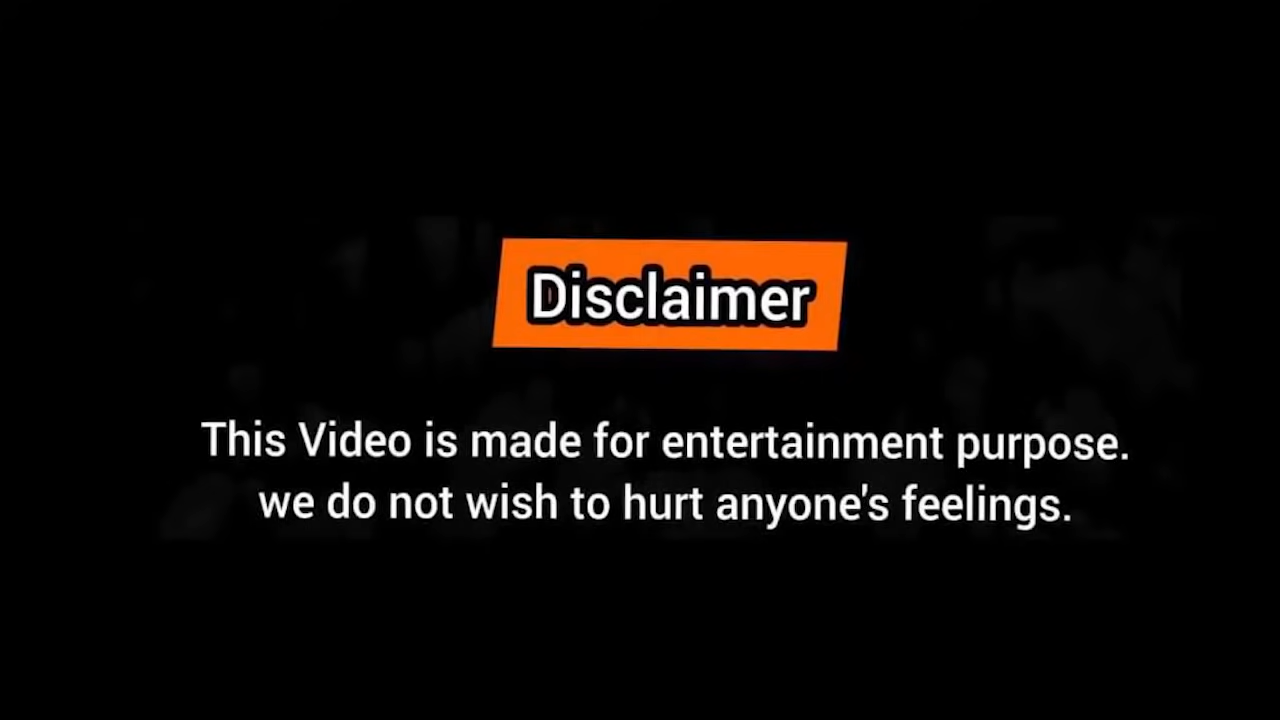 Disclaimer
This Video is made for entertainment purpose.
we do not wish to hurt anyone's feelings.